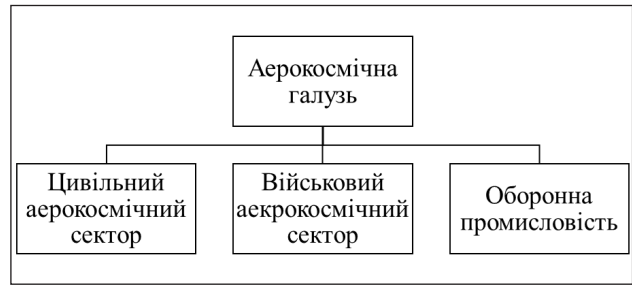 Аерокосмічна
галузь
Цивільний
аерокосмічний
сектор
Військовий
аекрокосмічний
сектор
Оборонна
промисловість